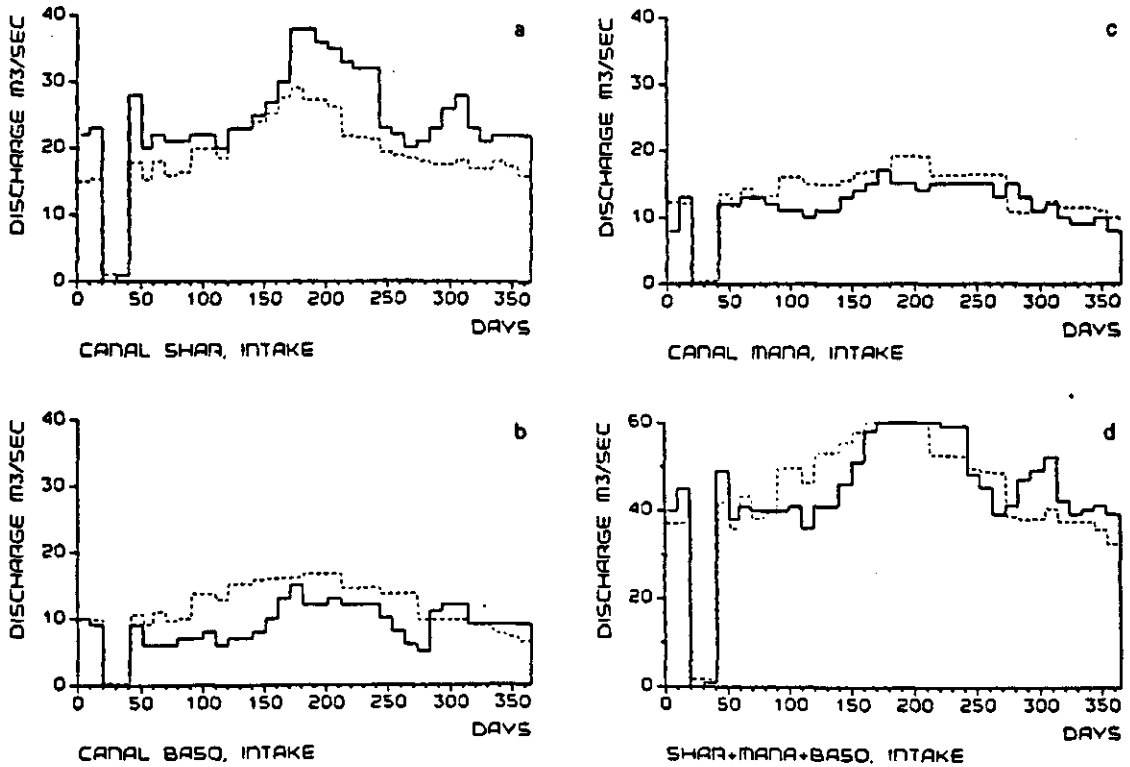 DISCHARGE M3/SEC
a
40
30
20
10
0
0 50 100 150 200 250 300 350
DAYS
CANAL SHAR, INTAKE
DISCHARGE M3/SEC
c
40
30
20
10
0
0 50 100 150 200 250 300 350
DAYS
CANAL MANA, INTAKE
DISCHARGE M3/SEC
b
40
30
20
10
0
0 50 100 150 200 250 300 350
DAYS
CANAL BASO, INTAKE
DISCHARGE M3/SEC
d
60
40
20
0
0 50 100 150 200 250 300 350
DAYS
SHAR+MANA+BASO, INTAKE